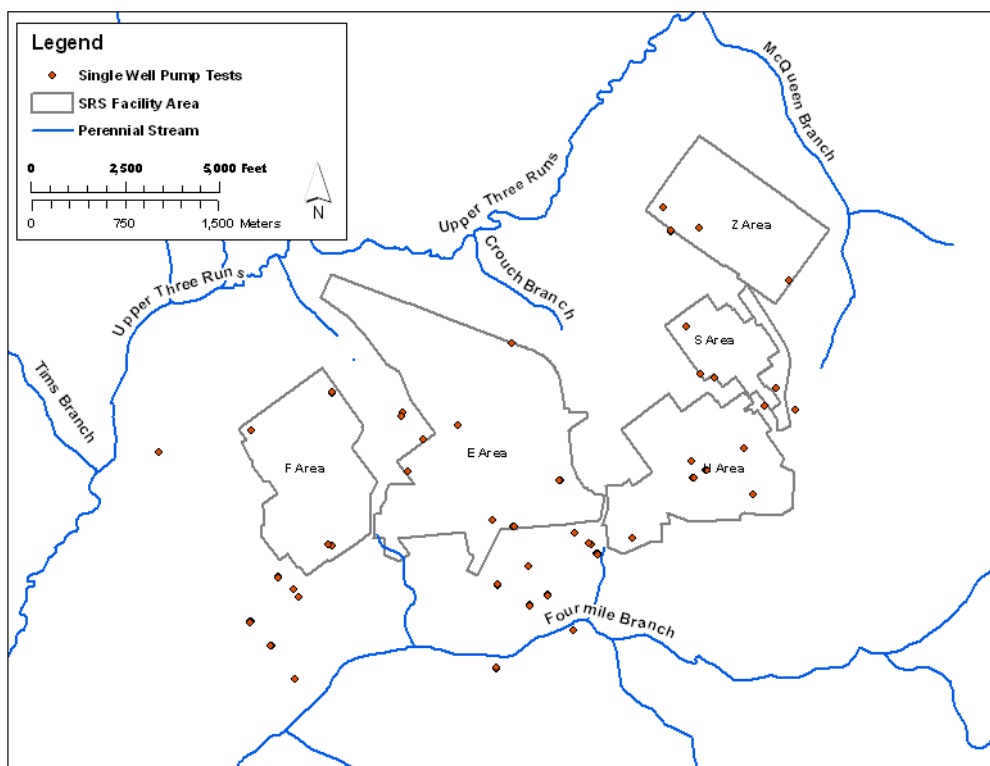 Legend
Single Well Pump Tests
SRS Facility Area
Perennial Stream
0 2,500 5,000 Feet
0 750 1,500 Meters
N
McQueen Branch
Upper Three Runs
Z Area
Crouch Branch
Upper Three Runs
S Area
Tims Branch
E Area
F Area
H Area
Fourmile Branch